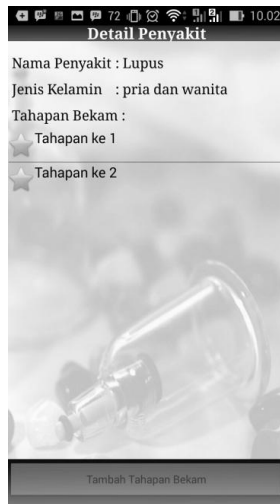 72 10.02
Detail Penyakit
Nama Penyakit : Lupus
Jenis Kelamin : pria dan wanita
Tahapan Bekam :
Tahapan ke 1
Tahapan ke 2
Tambah Tahapan Bekam